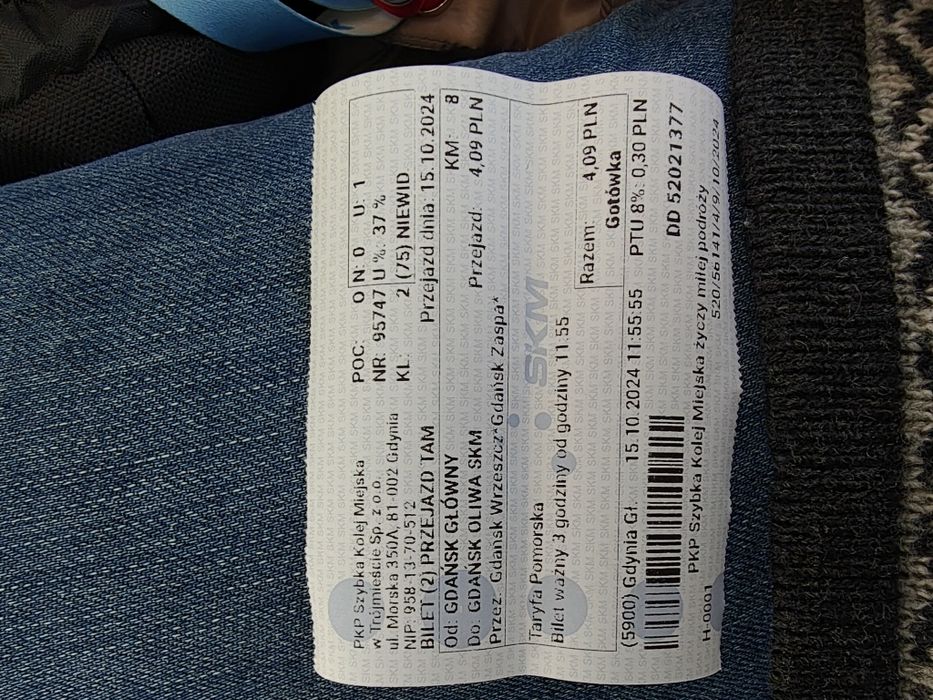 PKP Szybka Kolej Miejska
w Trójmieście Sp. z o.o.
ul. Morska 350A, 81-002 Gdynia
NIP: 958-13-70-512
POC: O N: 0 U: 1
NR 95747 U %: 37 %
KL.: 2 (75) NIEWID
BILET (2) PRZEJAZD TAM Przejazd dnia: 15.10.2024
Od: GDAŃSK GŁÓWNY KM: 8
Do: GDAŃSK OLIWA SKM Przejazd: 4,09 PLN
Przez: Gdańsk Wrzeszcz*Gdańsk Zaspa*
SKM
Taryfa Pomorska
Bilet ważny 3 godziny od godziny 11:55
Razem: 4,09 PLN
Gotówka
(5900) Gdynia Gł. 15.10.2024 11:55:55 PTU 8%: 0,30 PLN
DD 52021377
PKP Szybka Kolej Miejska życzy miłej podróży
H-0001 520/56141/4/9/10/2024